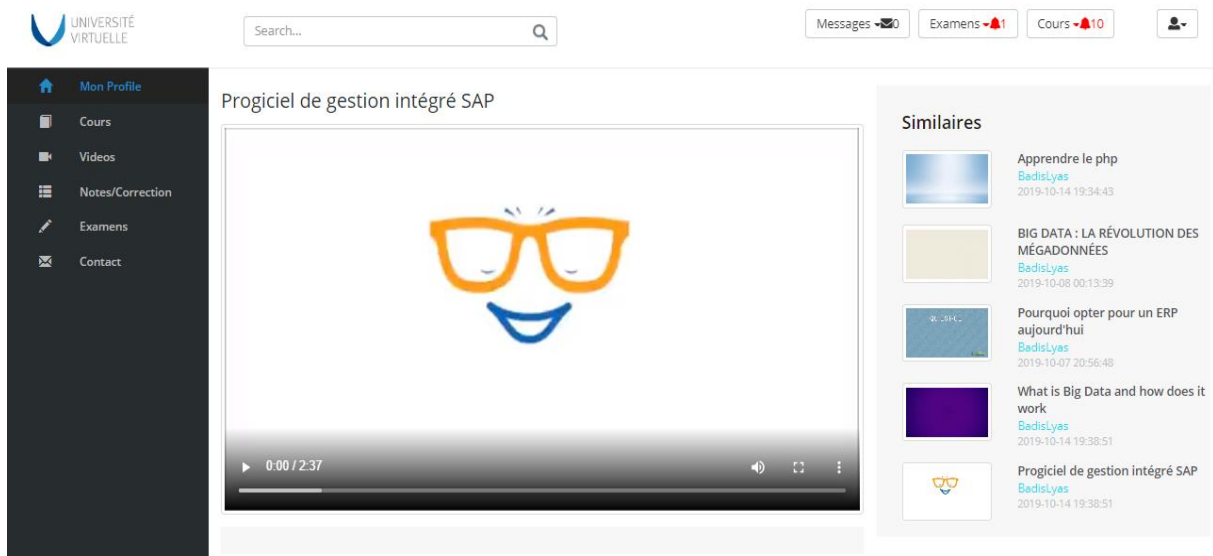 UNIVERSITÉ
VIRTUELLE
Search...
Messages 0
Examens 1
Cours 10
Mon Profile
Cours
Videos
Notes/Correction
Examens
Contact
Progiciel de gestion intégré SAP
0:00 / 2:37
Similaires
Apprendre le php
BadisLyas
2019-10-14 19:34:43
BIG DATA : LA RÉVOLUTION DES
MÉGADONNÉES
BadisLyas
2019-10-08 00:13:39
Pourquoi opter pour un ERP
aujourd'hui
BadisLyas
2019-10-07 20:56:48
What is Big Data and how does it
work
BadisLyas
2019-10-14 19:38:51
Progiciel de gestion intégré SAP
BadisLyas
2019-10-14 19:38:51